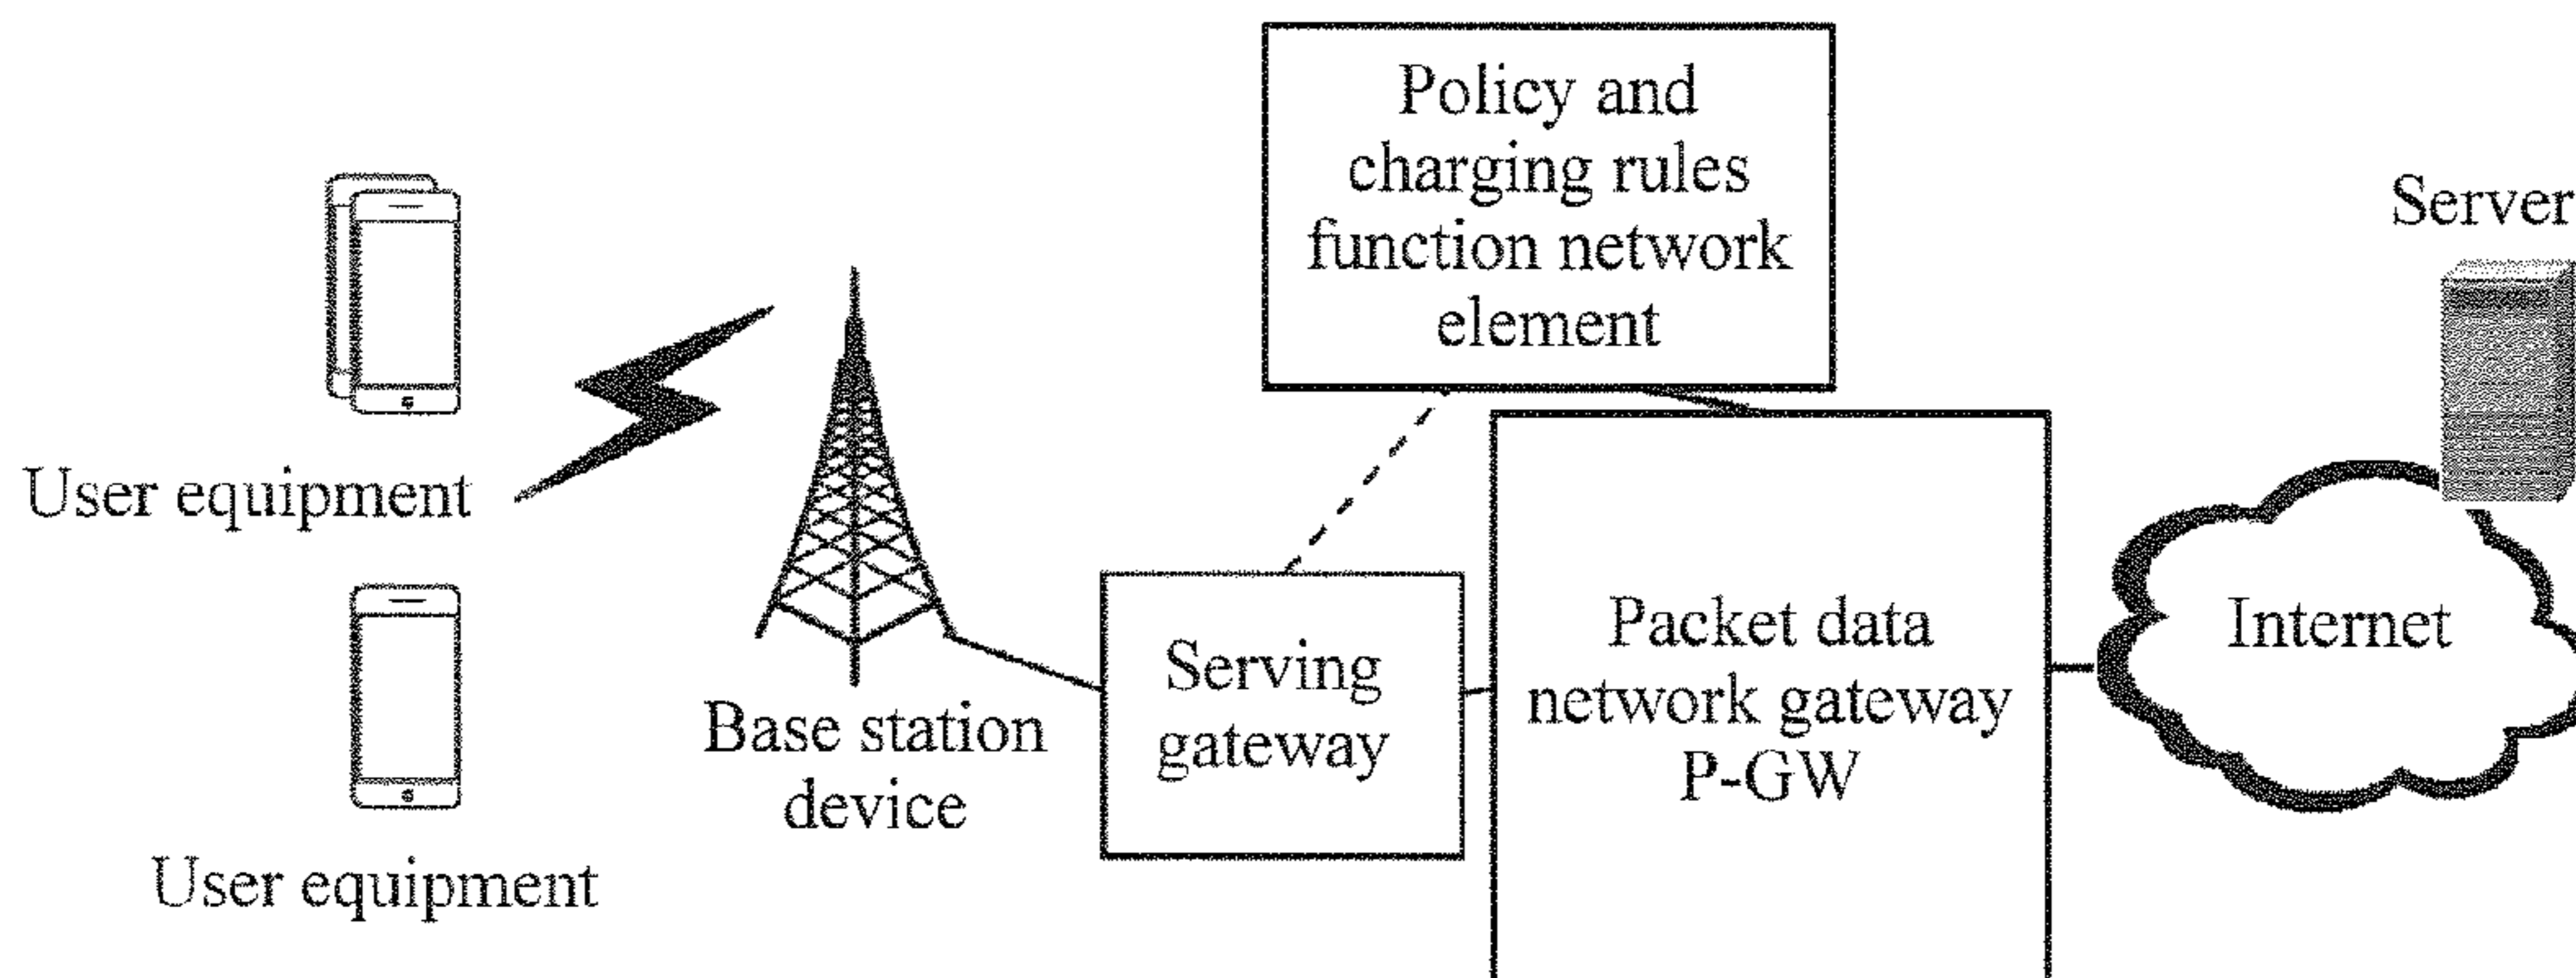 Policy and
charging rules
function network
element
Server
User equipment
Base station
device
Serving
gateway
Packet data
network gateway
P-GW
Internet
User equipment